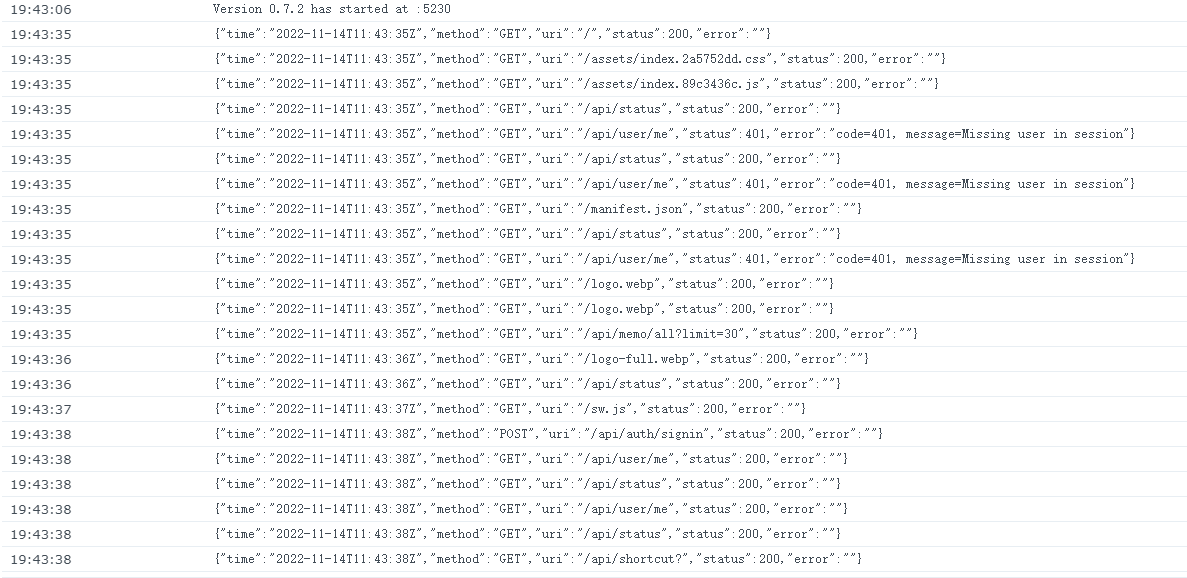 19:43:06 Version 0.7.2 has started at :5230
19:43:35 {"time":"2022-11-14T11:43:35Z","method":"GET","uri":"/","status":200,"error":""}
19:43:35 {"time":"2022-11-14T11:43:35Z","method":"GET","uri":"/assets/index.2a5752dd.css","status":200,"error":""}
19:43:35 {"time":"2022-11-14T11:43:35Z","method":"GET","uri":"/assets/index.89c3436c.js","status":200,"error":""}
19:43:35 {"time":"2022-11-14T11:43:35Z","method":"GET","uri":"/api/status","status":200,"error":""}
19:43:35 {"time":"2022-11-14T11:43:35Z","method":"GET","uri":"/api/user/me","status":401,"error":"code=401, message=Missing user in session"}
19:43:35 {"time":"2022-11-14T11:43:35Z","method":"GET","uri":"/api/status","status":200,"error":""}
19:43:35 {"time":"2022-11-14T11:43:35Z","method":"GET","uri":"/api/user/me","status":401,"error":"code=401, message=Missing user in session"}
19:43:35 {"time":"2022-11-14T11:43:35Z","method":"GET","uri":"/manifest.json","status":200,"error":""}
19:43:35 {"time":"2022-11-14T11:43:35Z","method":"GET","uri":"/api/status","status":200,"error":""}
19:43:35 {"time":"2022-11-14T11:43:35Z","method":"GET","uri":"/api/user/me","status":401,"error":"code=401, message=Missing user in session"}
19:43:35 {"time":"2022-11-14T11:43:35Z","method":"GET","uri":"/logo.webp","status":200,"error":""}
19:43:35 {"time":"2022-11-14T11:43:35Z","method":"GET","uri":"/logo.webp","status":200,"error":""}
19:43:35 {"time":"2022-11-14T11:43:35Z","method":"GET","uri":"/api/memo/all?limit=30","status":200,"error":""}
19:43:36 {"time":"2022-11-14T11:43:36Z","method":"GET","uri":"/logo-full.webp","status":200,"error":""}
19:43:36 {"time":"2022-11-14T11:43:36Z","method":"GET","uri":"/api/status","status":200,"error":""}
19:43:37 {"time":"2022-11-14T11:43:37Z","method":"GET","uri":"/sw.js","status":200,"error":""}
19:43:38 {"time":"2022-11-14T11:43:38Z","method":"POST","uri":"/api/auth/signin","status":200,"error":""}
19:43:38 {"time":"2022-11-14T11:43:38Z","method":"GET","uri":"/api/user/me","status":200,"error":""}
19:43:38 {"time":"2022-11-14T11:43:38Z","method":"GET","uri":"/api/status","status":200,"error":""}
19:43:38 {"time":"2022-11-14T11:43:38Z","method":"GET","uri":"/api/user/me","status":200,"error":""}
19:43:38 {"time":"2022-11-14T11:43:38Z","method":"GET","uri":"/api/status","status":200,"error":""}
19:43:38 {"time":"2022-11-14T11:43:38Z","method":"GET","uri":"/api/shortcut?","status":200,"error":""}